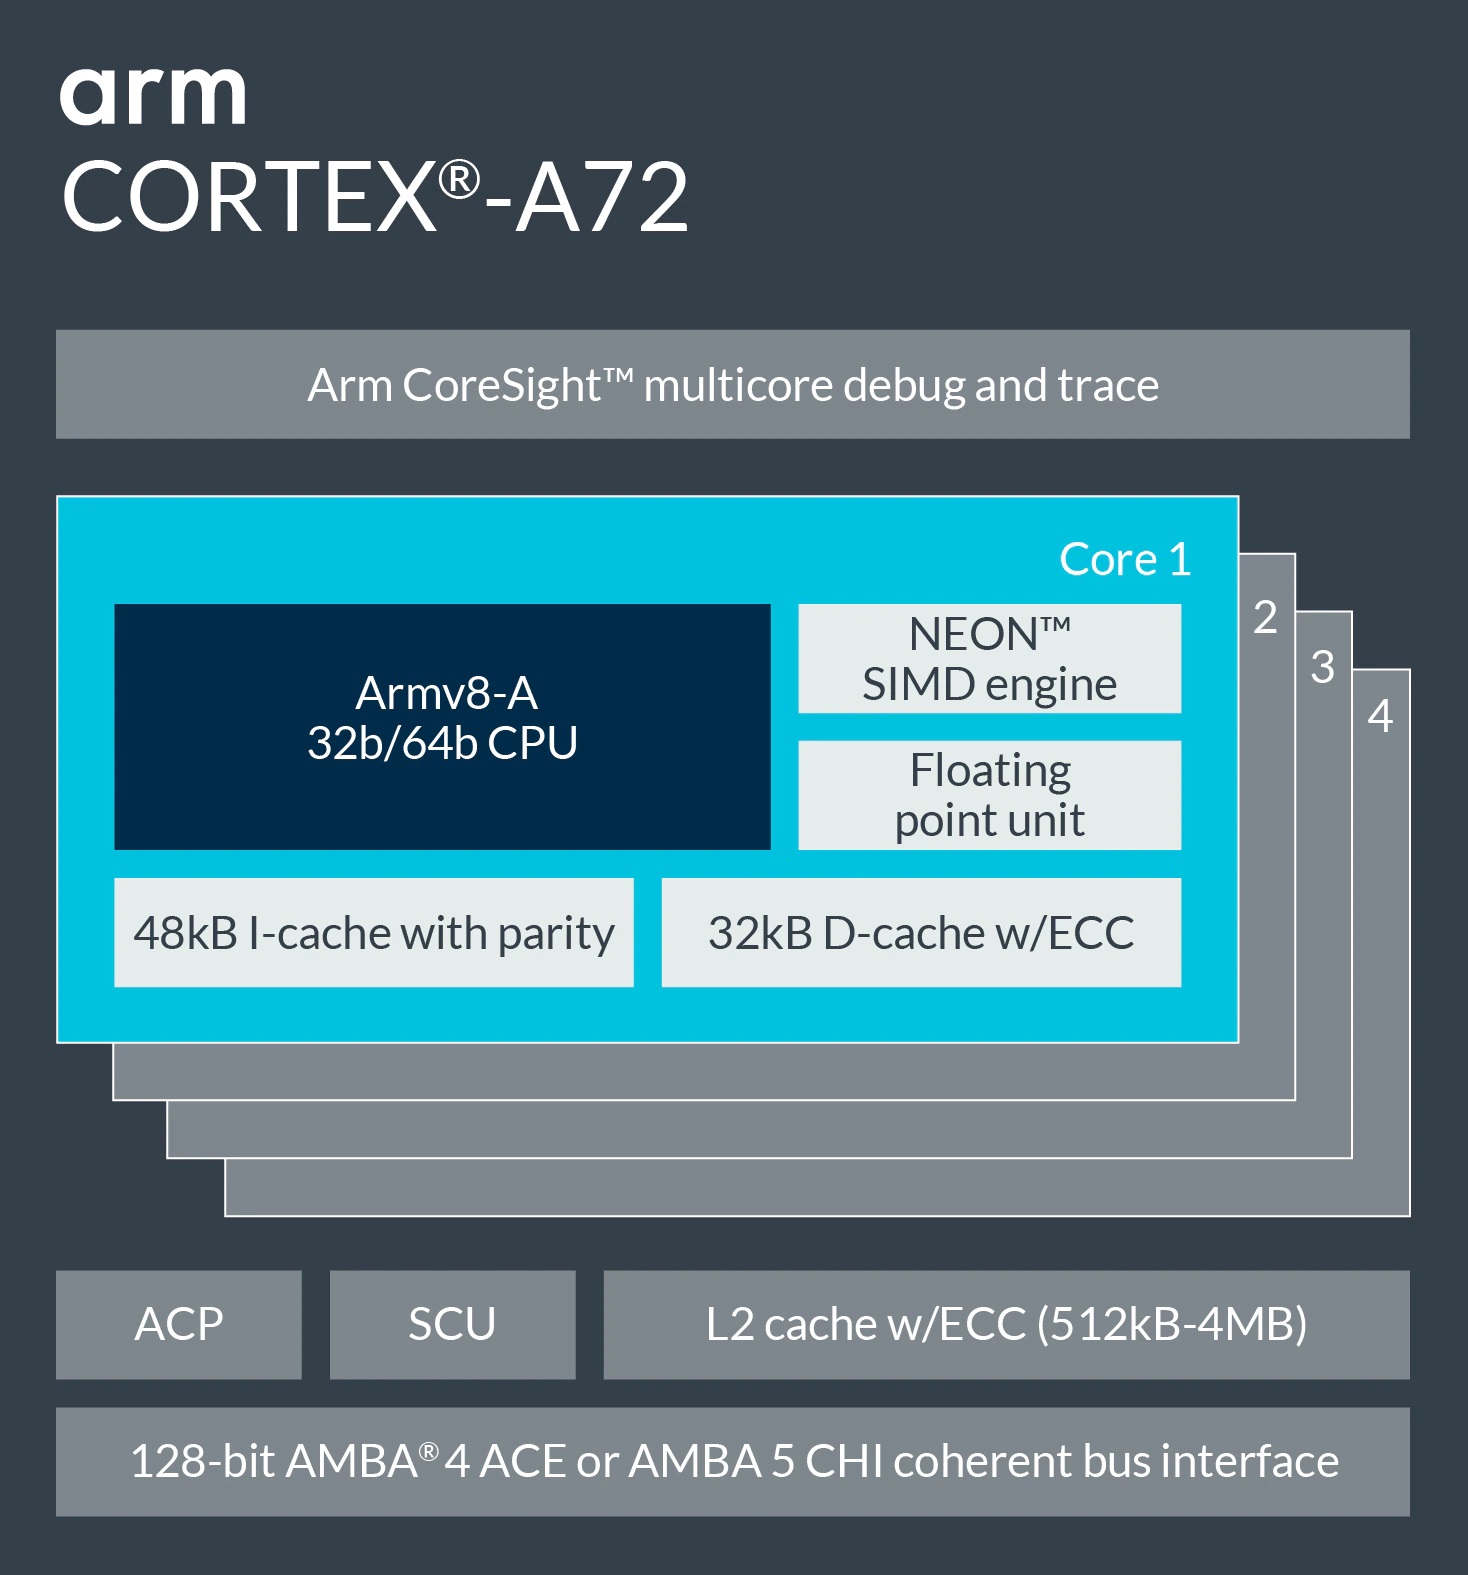 arm
CORTEX®-A72
Arm CoreSight™ multicore debug and trace
Core 1
2
3
4
Armv8-A
32b/64b CPU
NEON™
SIMD engine
Floating
point unit
48kB I-cache with parity
32kB D-cache w/ECC
ACP
SCU
L2 cache w/ECC (512kB-4MB)
128-bit AMBA®4 ACE or AMBA 5 CHI coherent bus interface